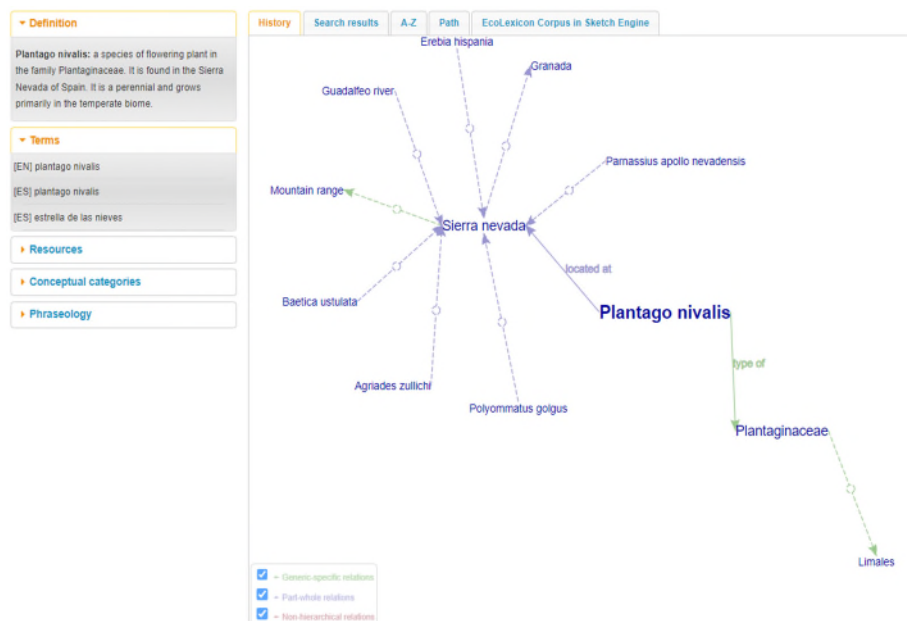 Definition
Plantago nivalis: a species of flowering plant in
the family Plantaginaceae. It is found in the Sierra
Nevada of Spain. It is a perennial and grows
primarily in the temperate biome.
Terms
[EN] plantago nivalis
[ES] plantago nivalis
[ES] estrella de las nieves
Resources
Conceptual categories
Phraseology
History
Search results
A-Z
Path
EcoLexicon Corpus in Sketch Engine
Erebia hispania
Granada
Guadalfeo river
Parnassius apollo nevadensis
Mountain range
Sierra nevada
located at
Baetica ustulata
Plantago nivalis
type of
Agriades zullichi
Polyommatus golgus
Plantaginaceae
Limales
= Generic-specific relations
= Part-whole relations
= Non-hierarchical relations